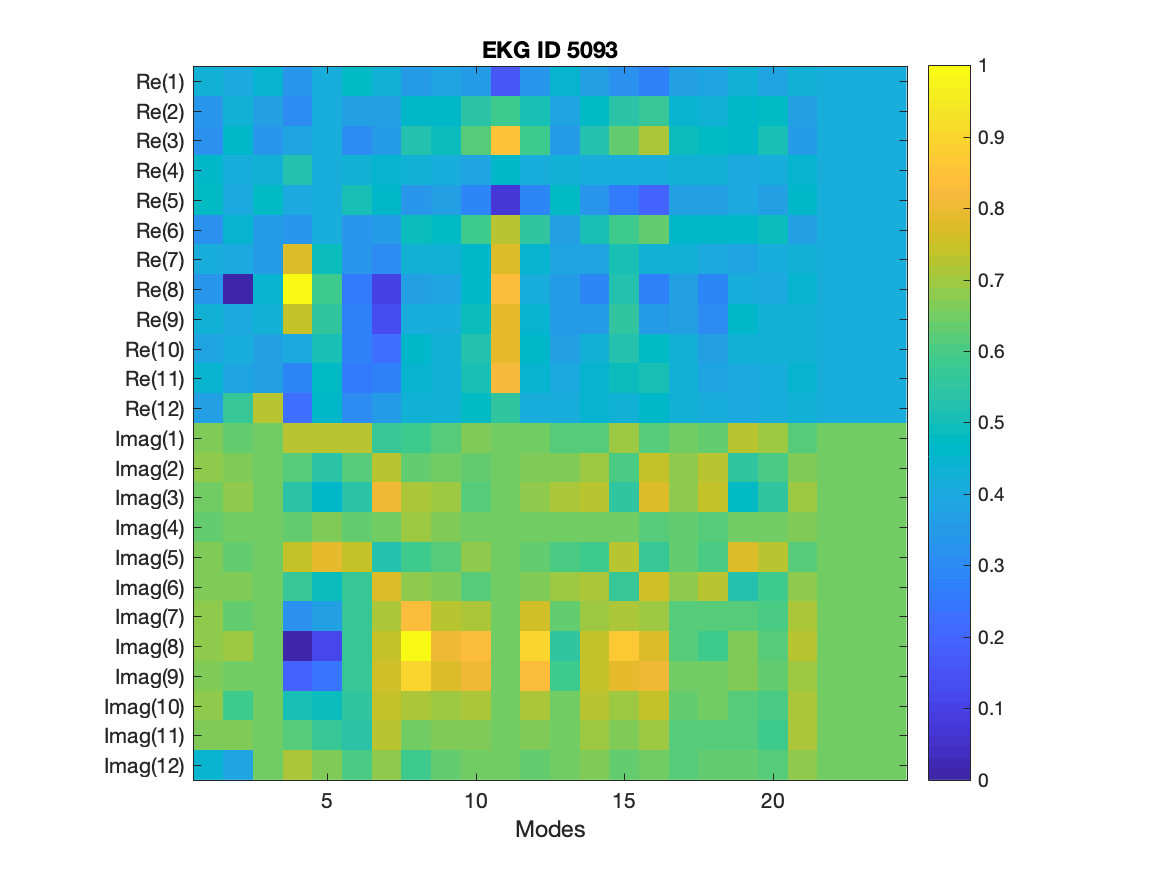 EKG ID 5093
Re(1)
Re(2)
Re(3)
Re(4)
Re(5)
Re(6)
Re(7)
Re(8)
Re(9)
Re(10)
Re(11)
Re(12)
Imag(1)
Imag(2)
Imag(3)
Imag(4)
Imag(5)
Imag(6)
Imag(7)
Imag(8)
Imag(9)
Imag(10)
Imag(11)
Imag(12)
5 10 15 20
Modes
1
0.9
0.8
0.7
0.6
0.5
0.4
0.3
0.2
0.1
0